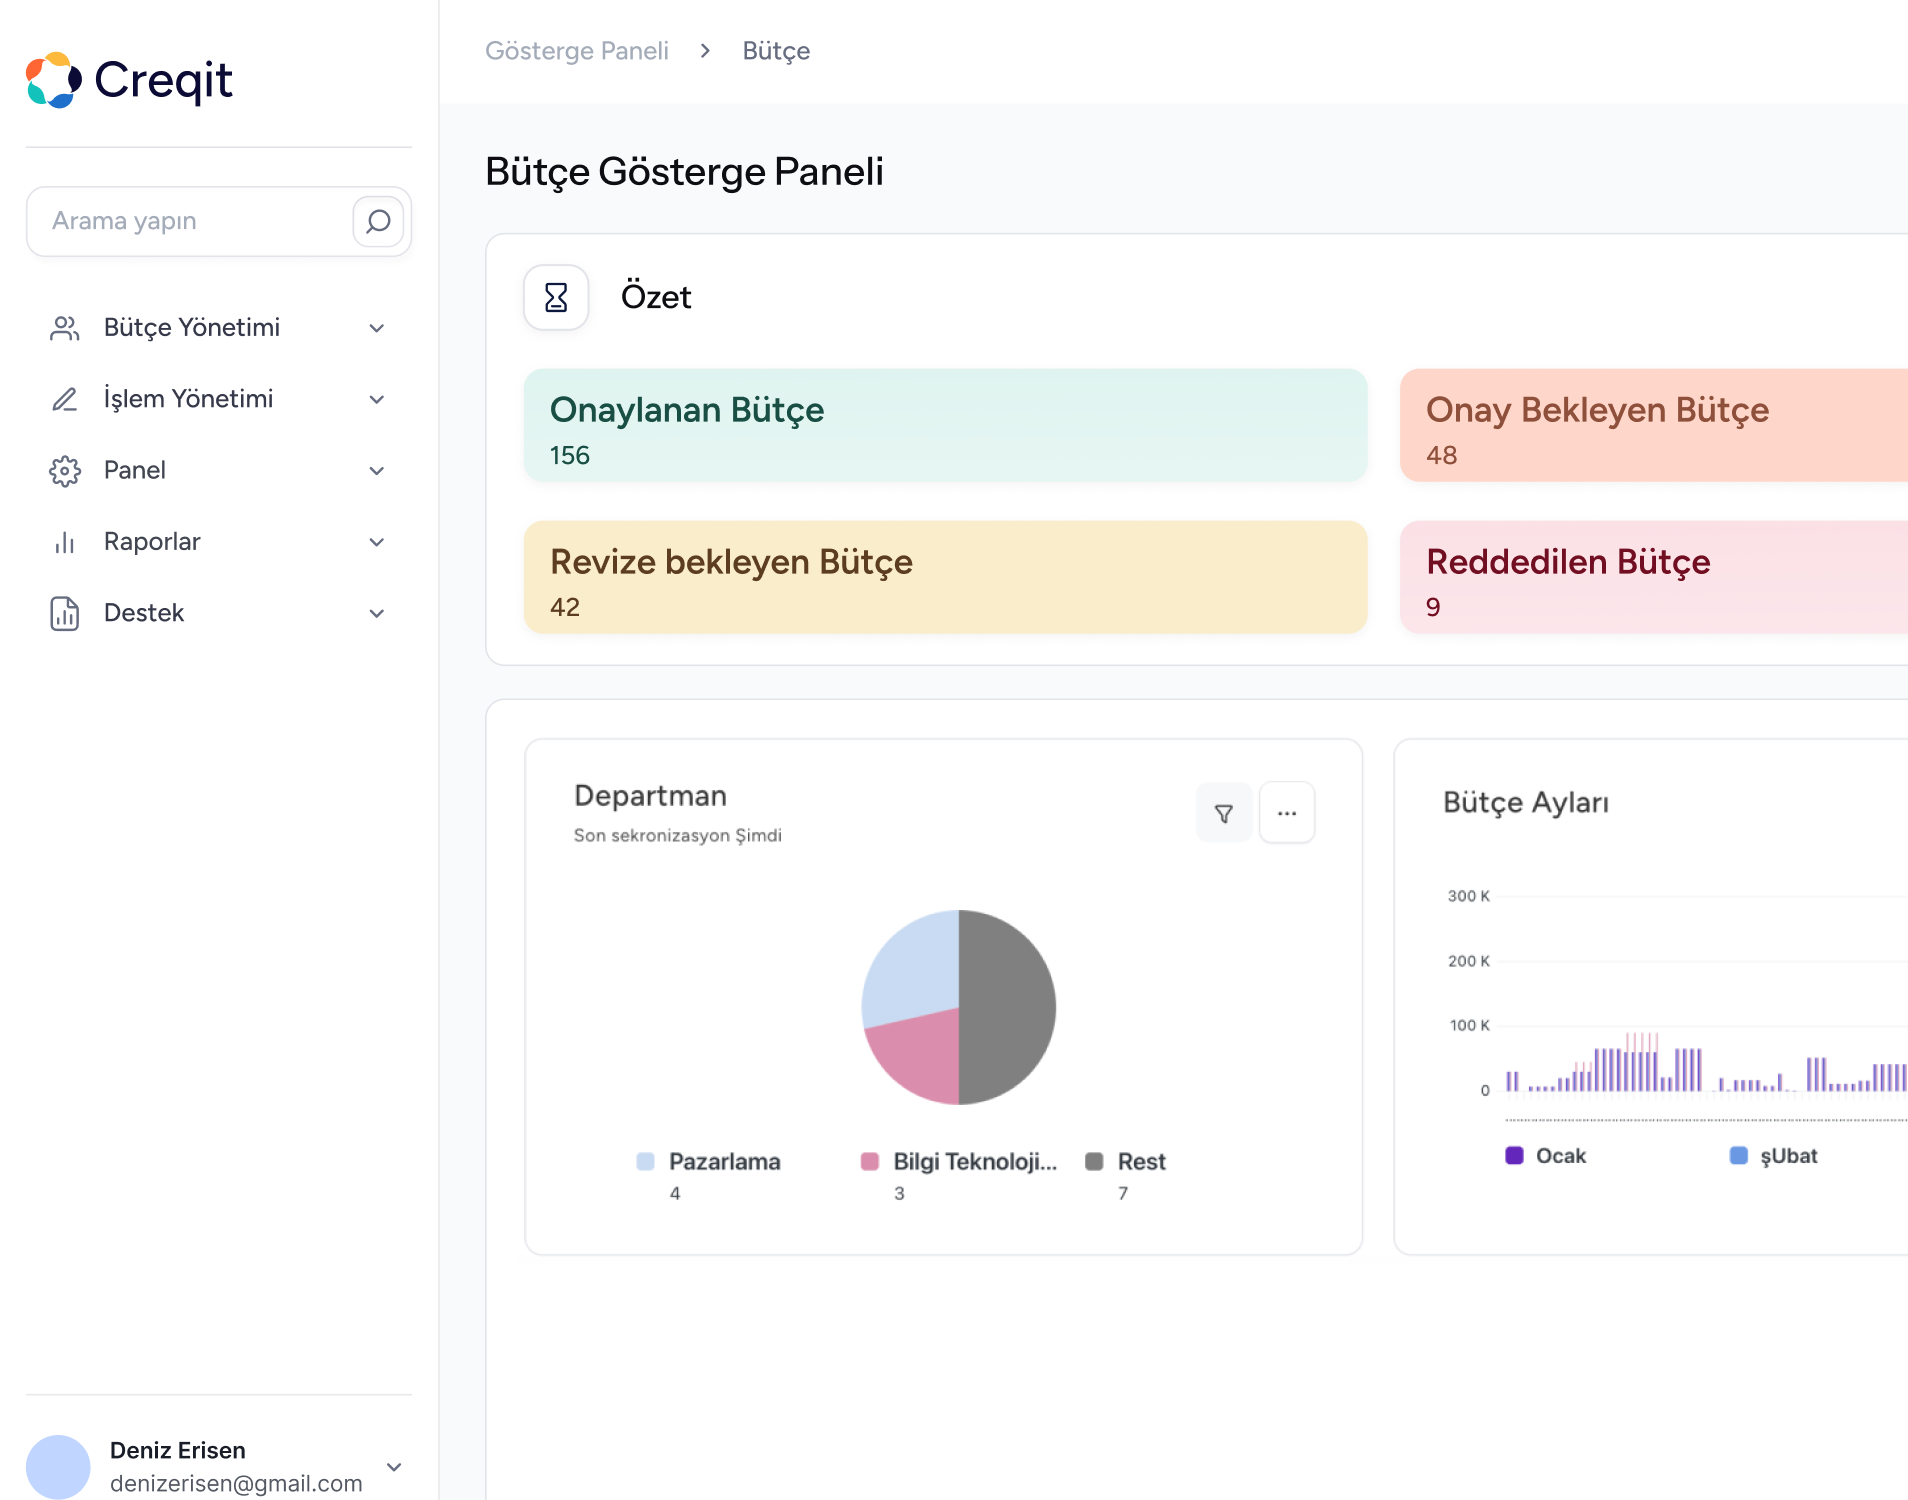 Creqit
Gösterge Paneli
Bütçe
Arama yapın
Bütçe Yönetimi
İşlem Yönetimi
Panel
Raporlar
Destek
Deniz Erisen
denizerisen@gmail.com
Bütçe Gösterge Paneli
Özet
Onaylanan Bütçe
156
Onay Bekleyen Bütçe
48
Revize bekleyen Bütçe
42
Reddedilen Bütçe
9
Departman
Son sekronizasyon Şimdi
Pazarlama
4
Bilgi Teknoloji...
3
Rest
7
Bütçe Ayları
300 K
200 K
100 K
0
Ocak
şUbat